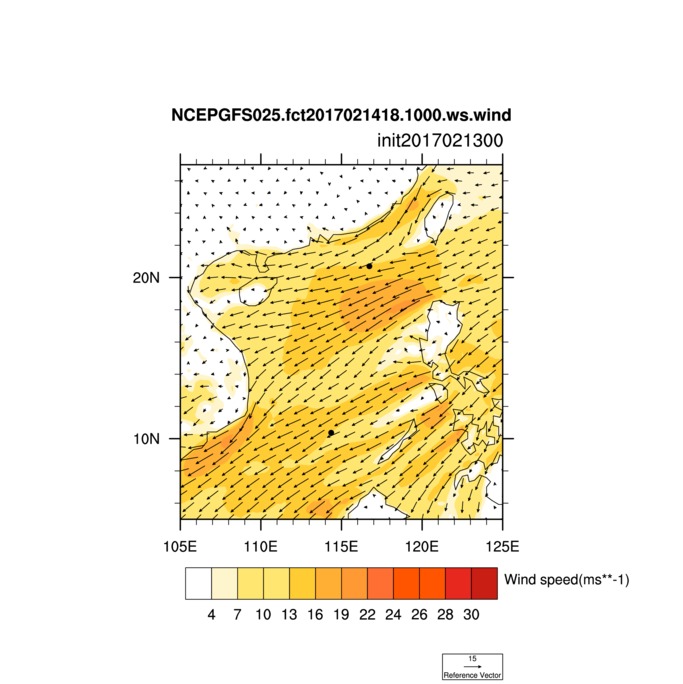 NCEPGFS025.fct2017021418.1000.ws.wind
init2017021300
20N
10N
105E 110E 115E 120E 125E
Wind speed(ms**-1)
4 7 10 13 16 19 22 24 26 28 30
15
Reference Vector